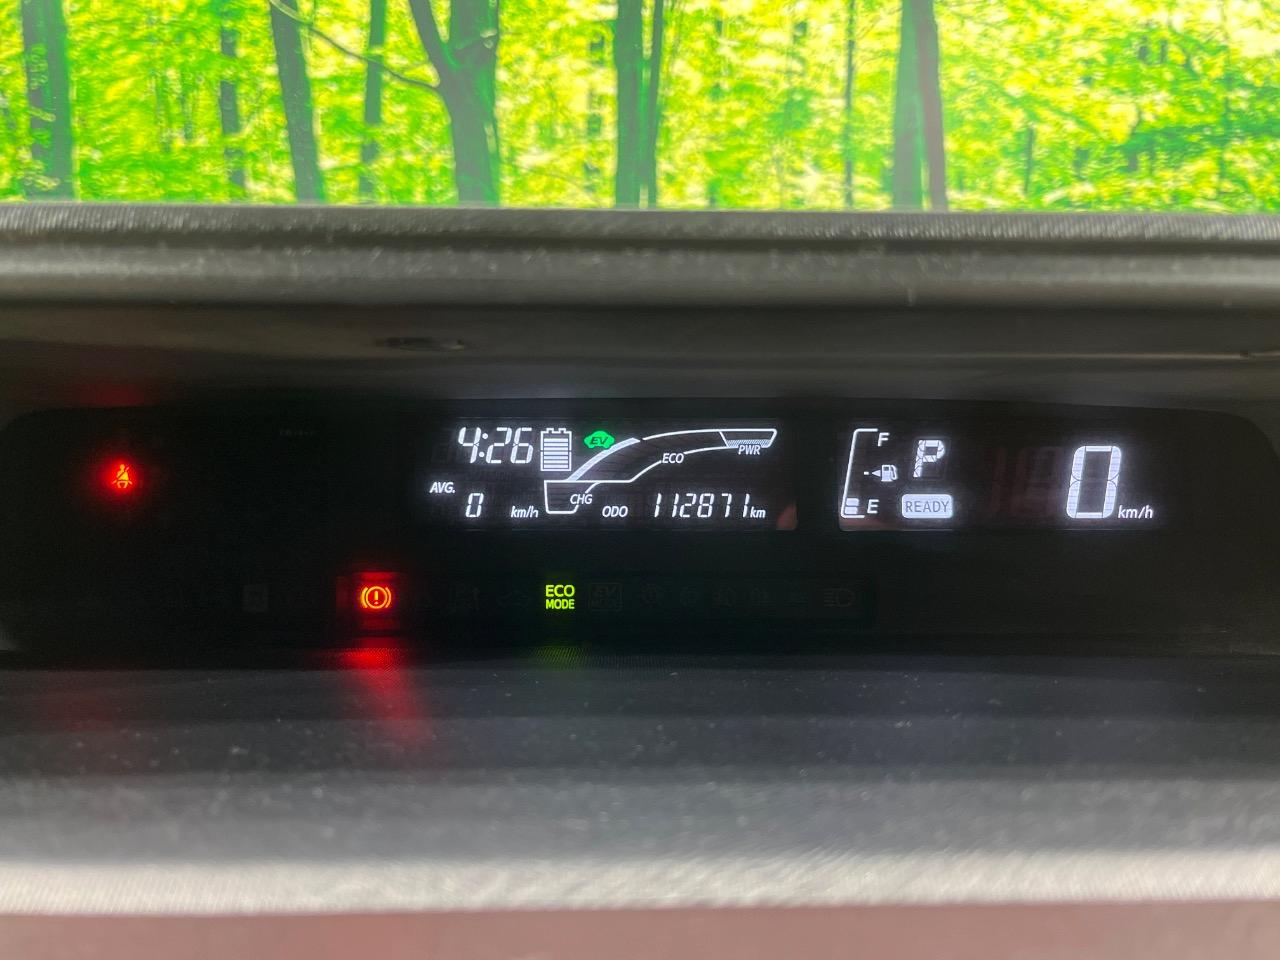 4:26
EV
ECO
PWR
CHG
AVG.
0 km/h
ODO 112871 km
F
E
P
READY
0 km/h
ECO
MODE